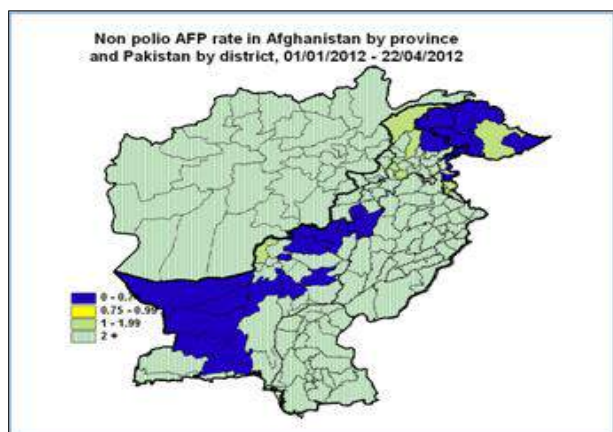 Non polio AFP rate in Afghanistan by province
and Pakistan by district, 01/01/2012 - 22/04/2012
0 - 0.7
0.75 - 0.99
1 - 1.99
2 +